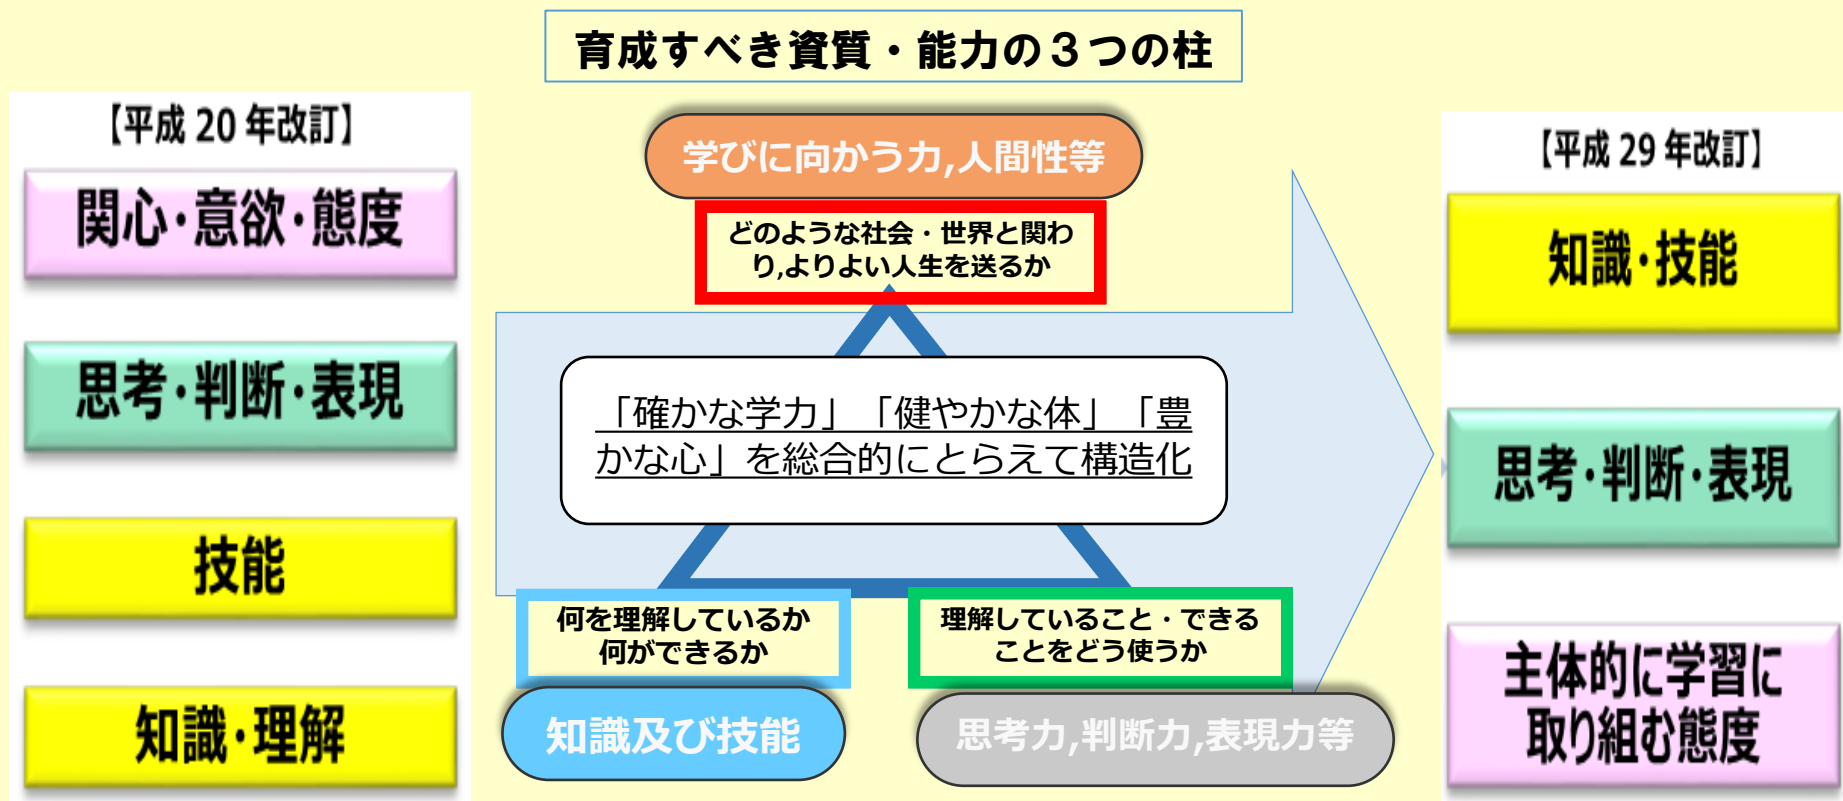 育成すべき資質・能力の３つの柱
【平成 20 年改訂】
関心・意欲・態度
思考・判断・表現
技能
知識・理解
学びに向かう力,人間性等
どのような社会・世界と関わ
り,よりよい人生を送るか
「確かな学力」「健やかな体」「豊
かな心」を総合的にとらえて構造化
何を理解しているか
何ができるか
知識及び技能
理解していること・できる
ことをどう使うか
思考力,判断力,表現力等
【平成 29 年改訂】
知識・技能
思考・判断・表現
主体的に学習に
取り組む態度